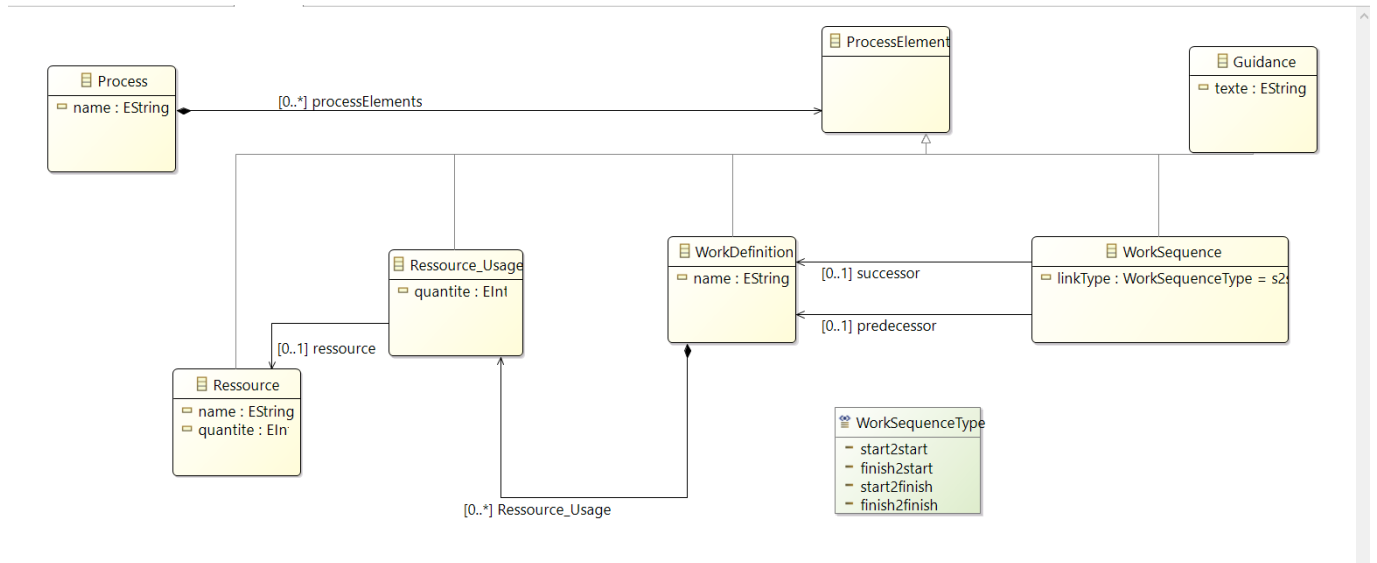 ProcessElement
Guidance
texte : EString
Process
name : EString
[0..*] processElements
Ressource_Usage
quantite : EInt
WorkDefinition
name : EString
WorkSequence
linkType : WorkSequenceType = s2s
[0..1] successor
[0..1] predecessor
[0..1] ressource
Ressource
name : EString
quantite : EInt
WorkSequenceType
start2start
finish2start
start2finish
finish2finish
[0..*] Ressource_Usage